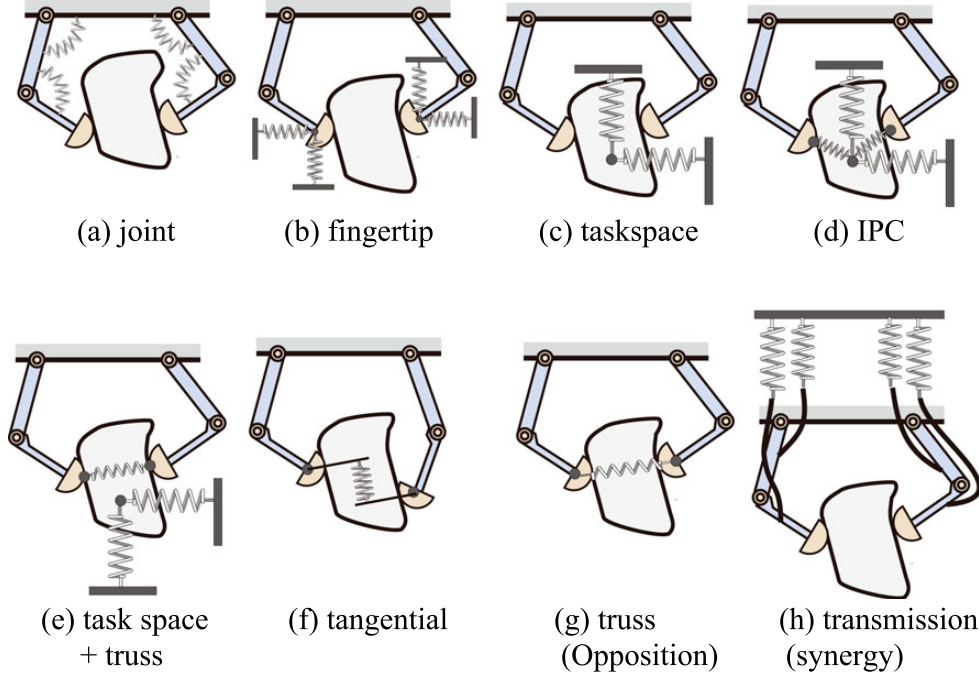 (a) joint
(b) fingertip
(c) taskspace
(d) IPC
(e) task space
+ truss
(f) tangential
(g) truss
(Opposition)
(h) transmission
(synergy)